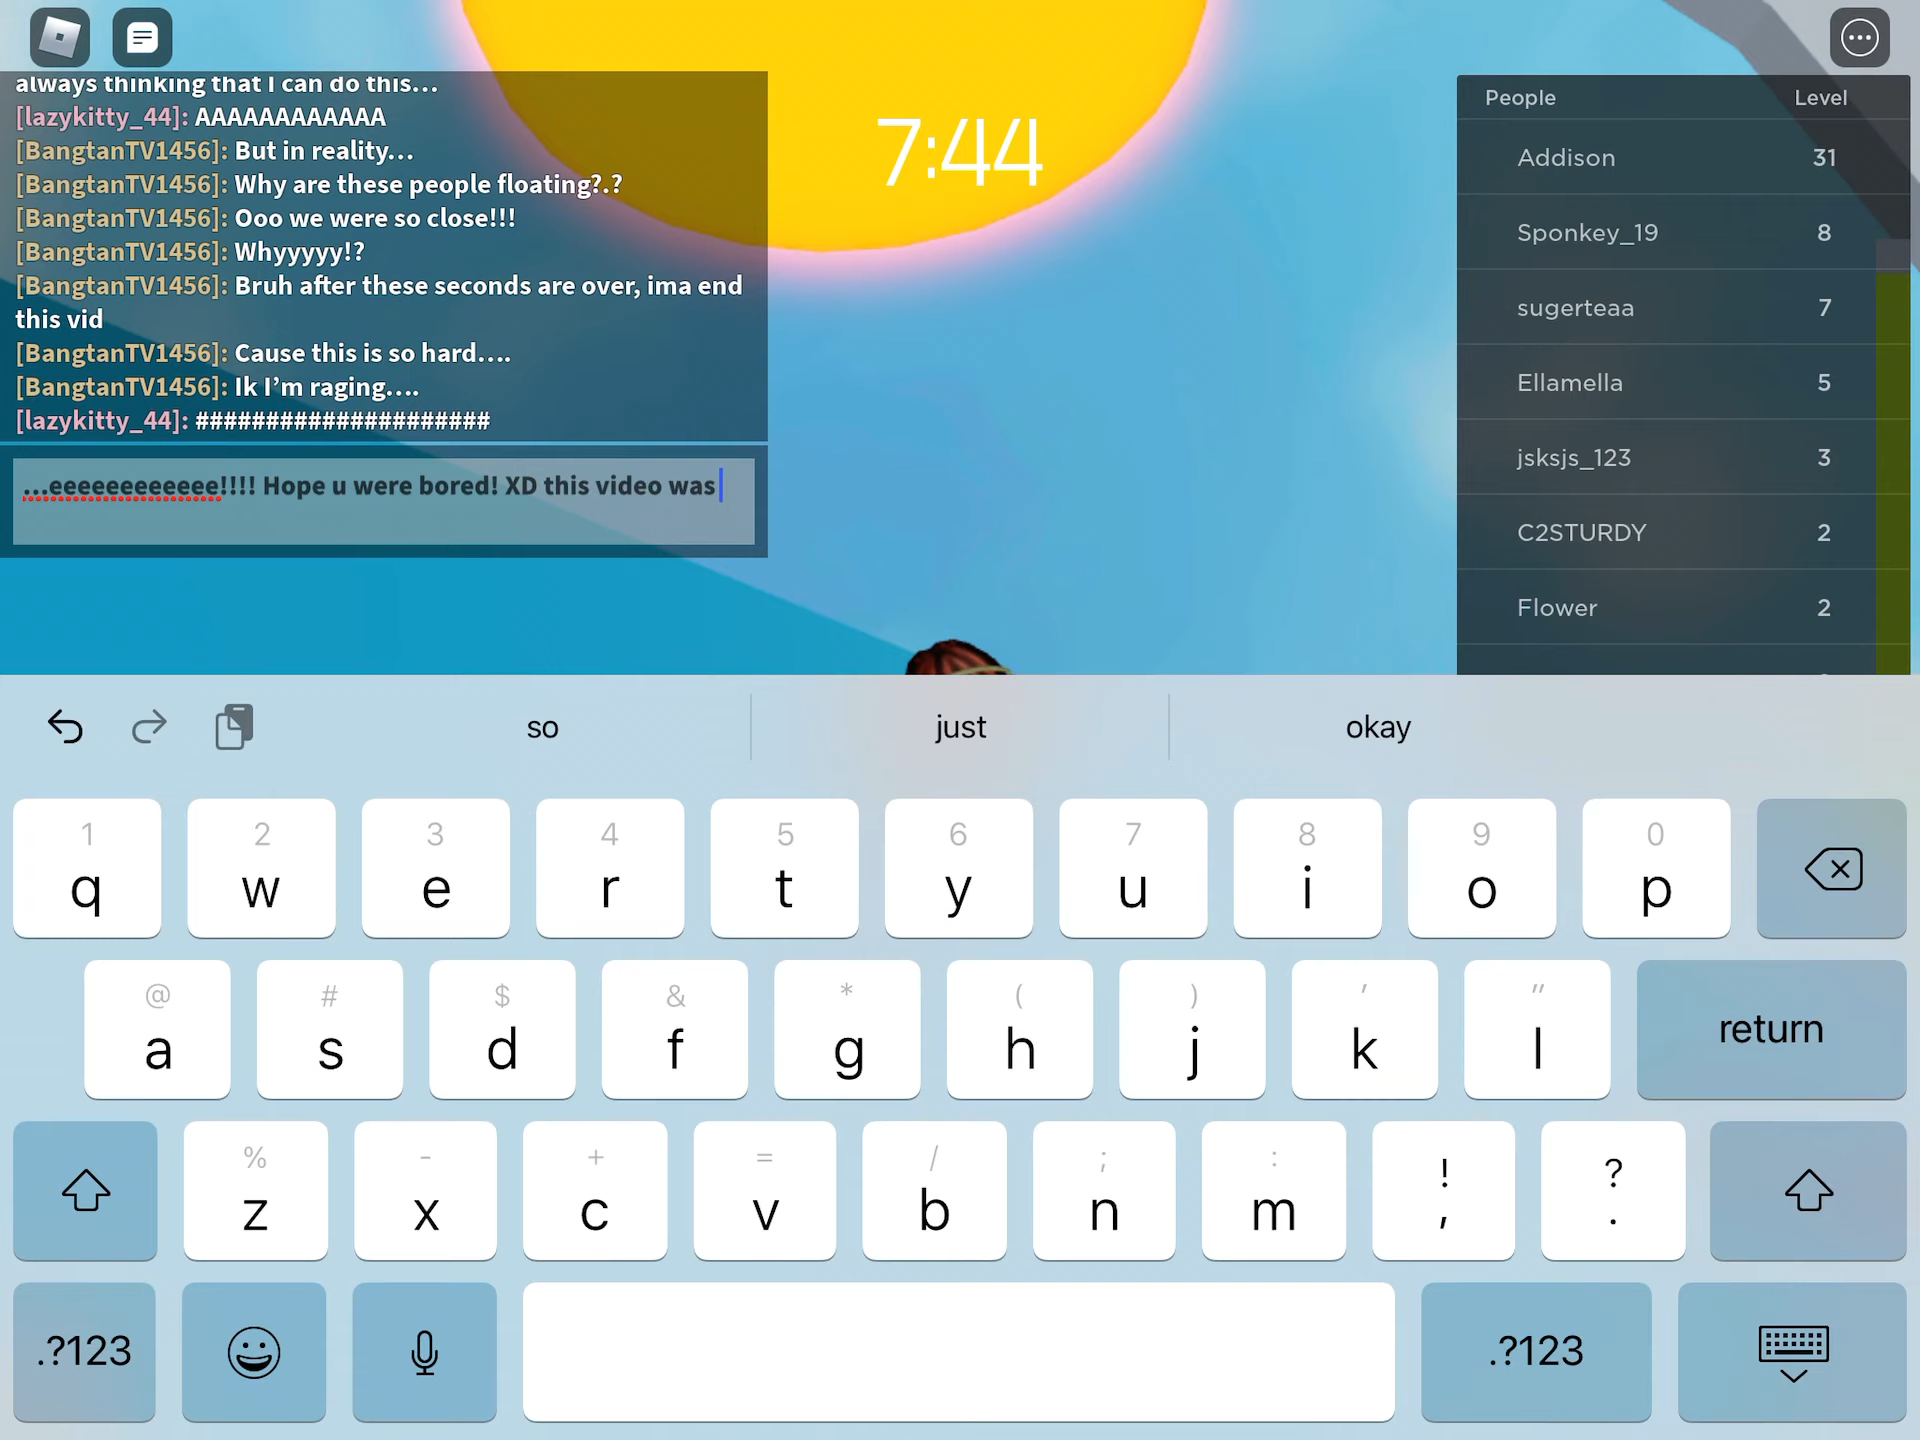 always thinking that I can do this...
[lazykitty_44]: AAAAAAAAAAAA
[BangtanTV1456]: But in reality...
[BangtanTV1456]: Why are these people floating?.?
[BangtanTV1456]: Ooo we were so close!!!
[BangtanTV1456]: Whyyyyy!?
[BangtanTV1456]: Bruh after these seconds are over, ima end
this vid
[BangtanTV1456]: Cause this is so hard....
[BangtanTV1456]: Ik I’m raging....
[lazykitty_44]: #####################
...eeeeeeeeeeee!!!! Hope u were bored! XD this video was
7:44
People Level
Addison 31
Sponkey_19 8
sugerteaa 7
Ellamella 5
jsksjs_123 3
C2STURDY 2
Flower 2
so just okay
1 2 3 4 5 6 7 8 9 0
q w e r t y u i o p
@ # $ & * ( ) ' "
a s d f g h j k l return
% - + = / ; : ! ?
z x c v b n m , .
.?123 .?123